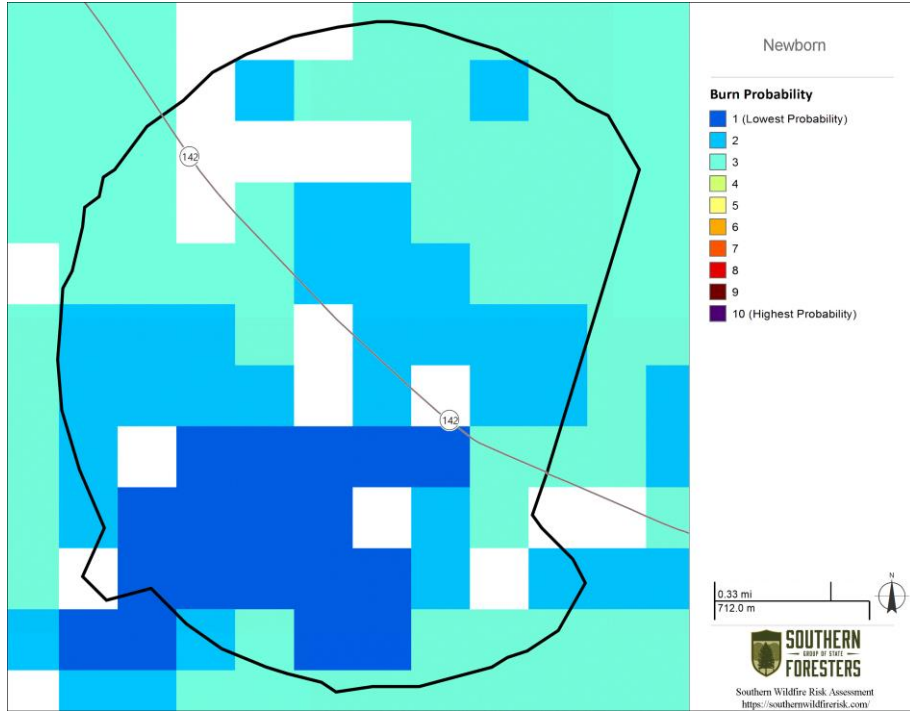 Newborn
Burn Probability
1 (Lowest Probability)
2
3
4
5
6
7
8
9
10 (Highest Probability)
142
142
0.33 mi
712.0 m
N
SOUTHERN
GROUP OF STATE
FORESTERS
Southern Wildfire Risk Assessment
https://southernwildfirerisk.com/